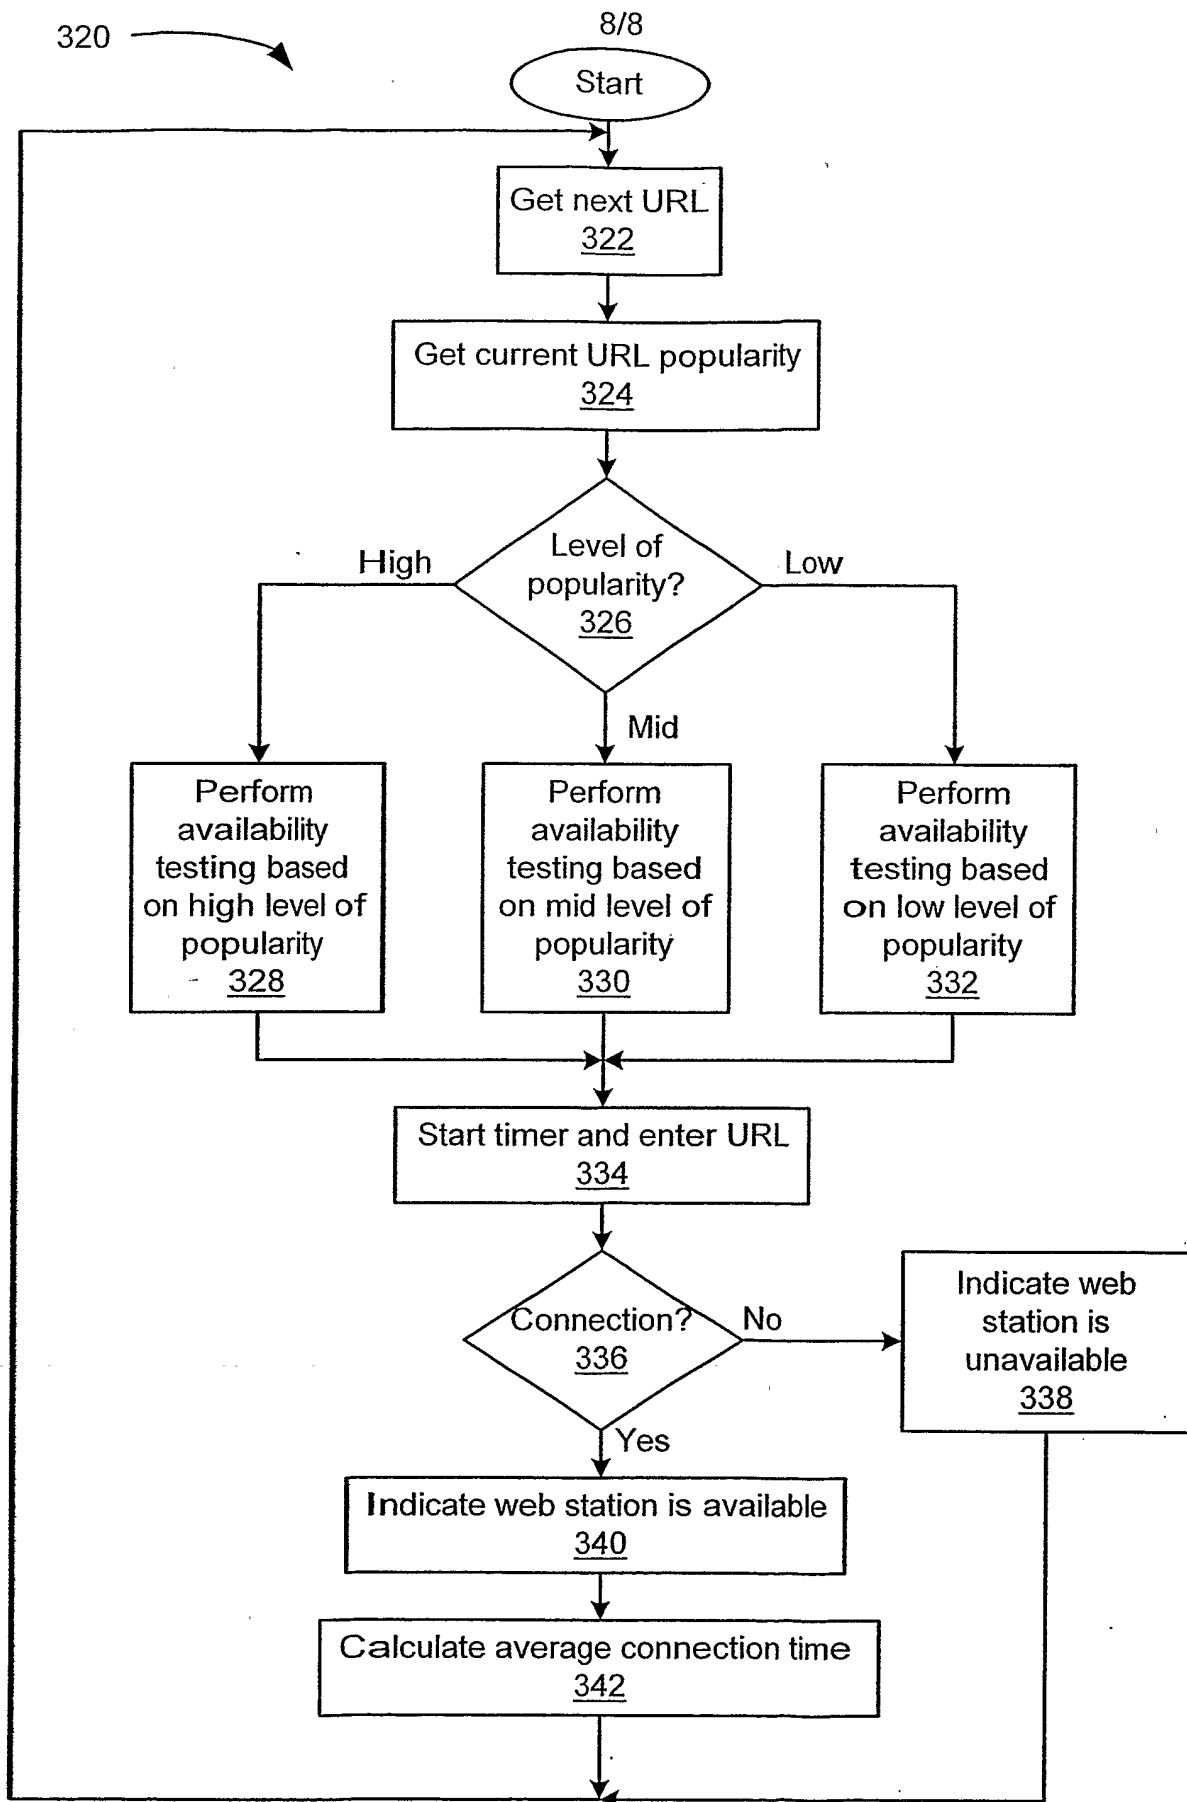 8/8
320
Start
Get next URL
322
Get current URL popularity
324
Level of
popularity?
326
High
Low
Mid
Perform
availability
testing based
on high level of
popularity
328
Perform
availability
testing based
on mid level of
popularity
330
Perform
availability
testing based
on low level of
popularity
332
Start timer and enter URL
334
Connection?
336
No
Indicate web
station is
unavailable
338
Yes
Indicate web station is available
340
Calculate average connection time
342